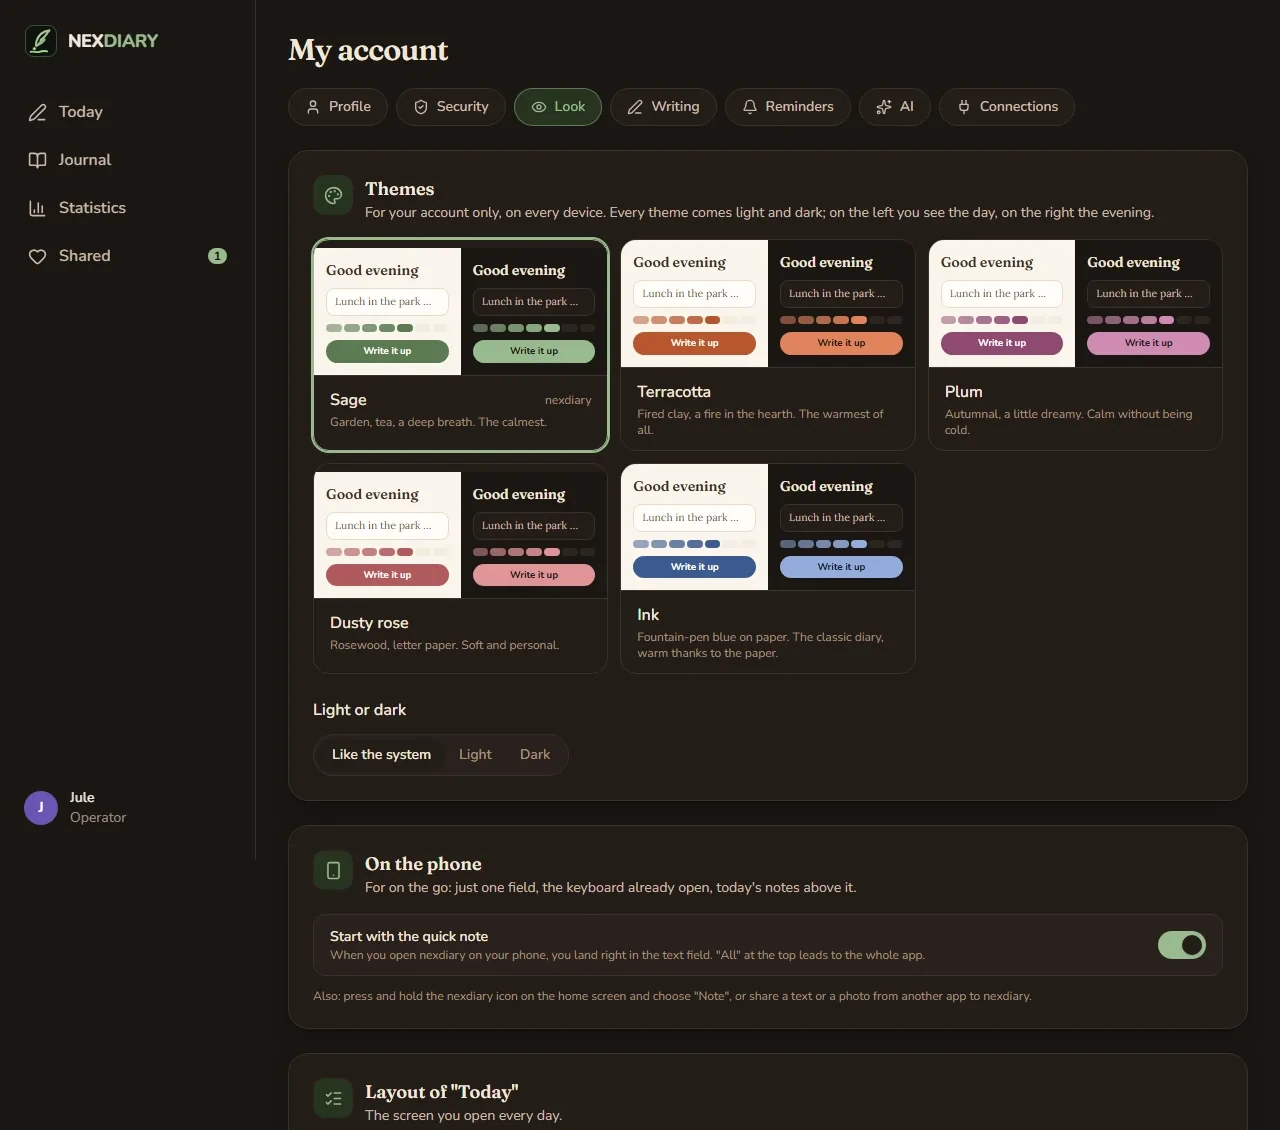 NEXDIARY
Today
Journal
Statistics
Shared
1
J
Jule
Operator
My account
Profile
Security
Look
Writing
Reminders
AI
Connections
Themes
For your account only, on every device. Every theme comes light and dark; on the left you see the day, on the right the evening.
Good evening
Lunch in the park ...
Write it up
Good evening
Lunch in the park ...
Write it up
Sage
nexdiary
Garden, tea, a deep breath. The calmest.
Good evening
Lunch in the park ...
Write it up
Good evening
Lunch in the park ...
Write it up
Terracotta
Fired clay, a fire in the hearth. The warmest of
all.
Good evening
Lunch in the park ...
Write it up
Good evening
Lunch in the park ...
Write it up
Plum
Autumnal, a little dreamy. Calm without being
cold.
Good evening
Lunch in the park ...
Write it up
Good evening
Lunch in the park ...
Write it up
Dusty rose
Rosewood, letter paper. Soft and personal.
Good evening
Lunch in the park ...
Write it up
Good evening
Lunch in the park ...
Write it up
Ink
Fountain-pen blue on paper. The classic diary,
warm thanks to the paper.
Light or dark
Like the system
Light
Dark
On the phone
For on the go: just one field, the keyboard already open, today's notes above it.
Start with the quick note
When you open nexdiary on your phone, you land right in the text field. "All" at the top leads to the whole app.
Also: press and hold the nexdiary icon on the home screen and choose "Note", or share a text or a photo from another app to nexdiary.
Layout of "Today"
The screen you open every day.